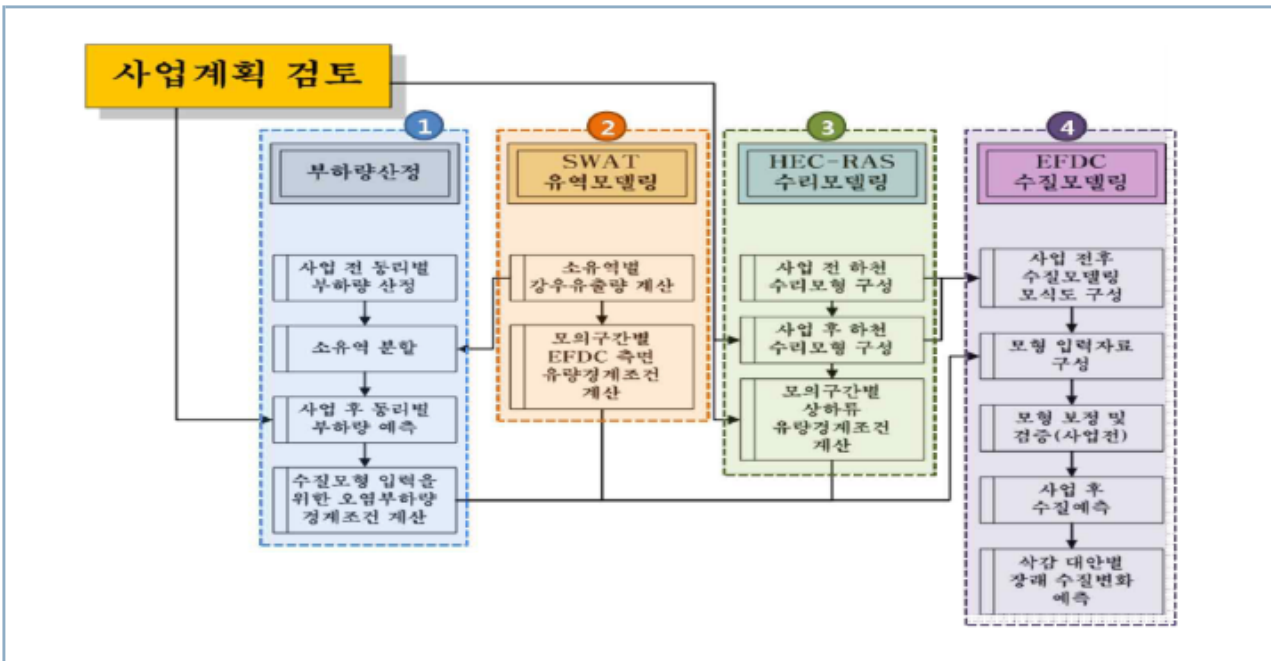 사업계획 검토
1
부하량산정
사업 전 동리별
부하량 산정
소유역 분할
사업 후 동리별
부하량 예측
수질모형 입력을
위한 오염부하량
경계조건 계산
2
SWAT
유역모델링
소유역별
강우유출량 계산
모의구간별
EFDC 측면
유량경계조건
계산
3
HEC-RAS
수리모델링
사업 전 하천
수리모형 구성
사업 후 하천
수리모형 구성
모의구간별
상하류
유량경계조건
계산
4
EFDC
수질모델링
사업 전후
수질모델링
모식도 구성
모형 입력자료
구성
모형 보정 및
검증(사업전)
사업 후
수질예측
삭감 대안별
장래 수질변화
예측